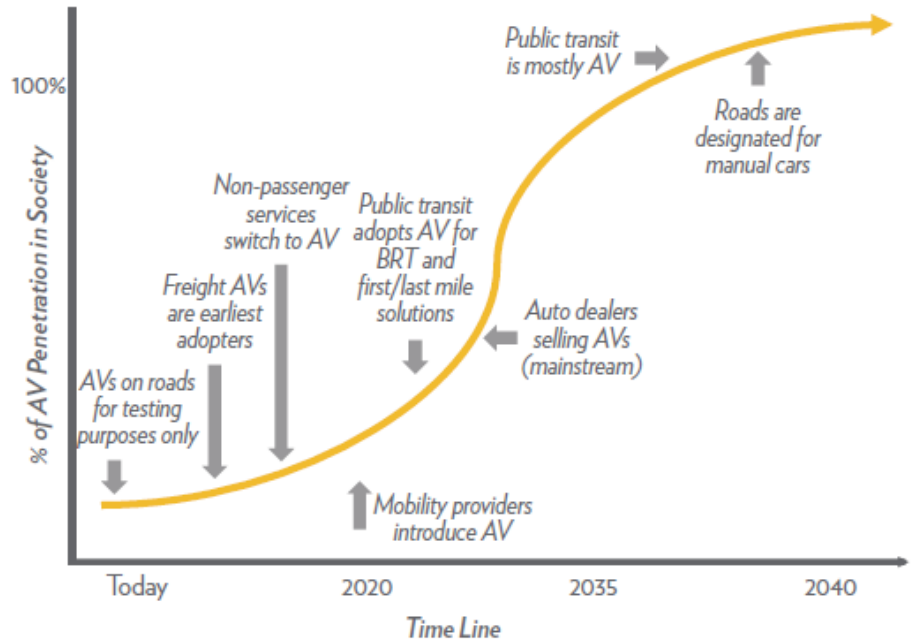 Public transit
is mostly AV
100%
Roads are
designated for
manual cars
Non-passenger
services
switch to AV
Public transit
adopts AV for
BRT and
first/last mile
solutions
Freight AVs
are earliest
adopters
Auto dealers
selling AVs
(mainstream)
AVs on roads
for testing
purposes only
Mobility providers
introduce AV
% of AV Penetration in Society
Today
2020
2035
2040
Time Line